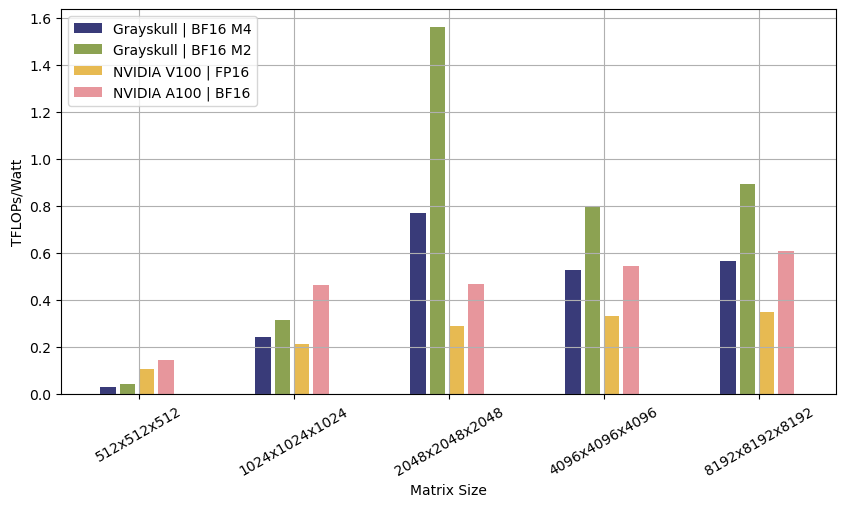 Grayskull | BF16 M4
Grayskull | BF16 M2
NVIDIA V100 | FP16
NVIDIA A100 | BF16
TFLOPs/Watt
1.6
1.4
1.2
1.0
0.8
0.6
0.4
0.2
0.0
512x512x512
1024x1024x1024
2048x2048x2048
4096x4096x4096
8192x8192x8192
Matrix Size